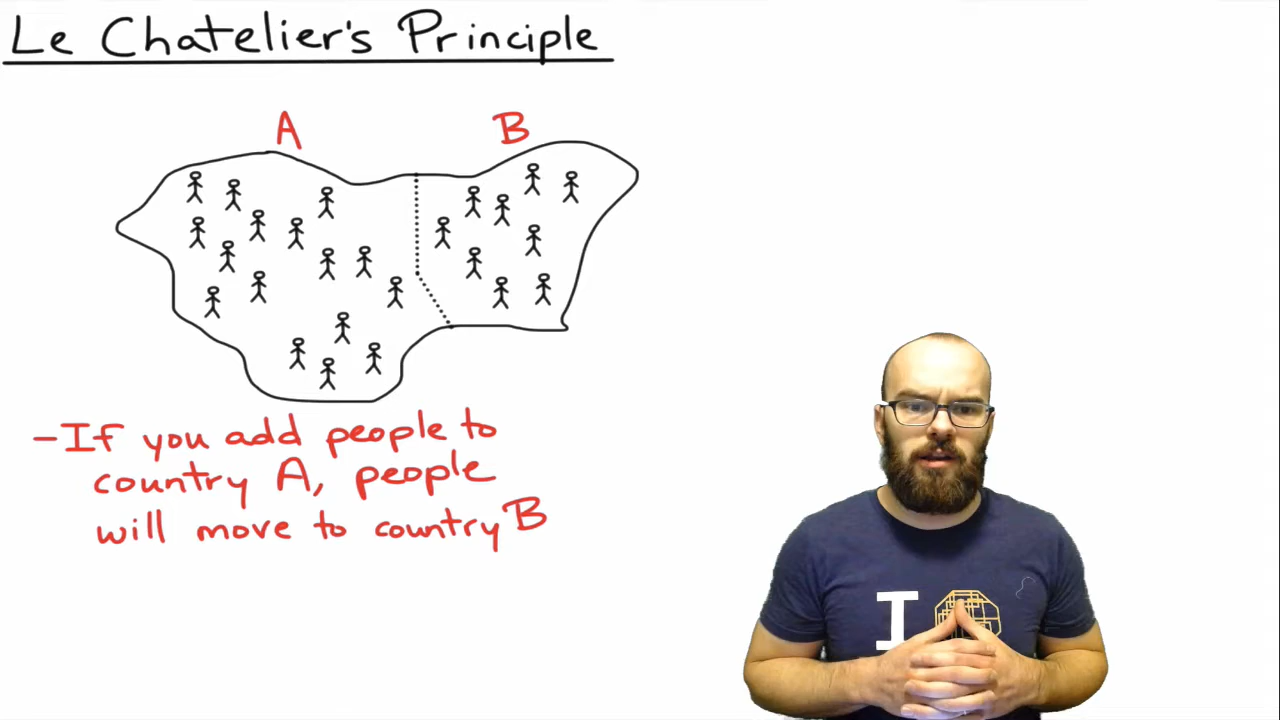 Le Chatelier's Principle
A
B
-If you add people to
country A, people
will move to country B
I